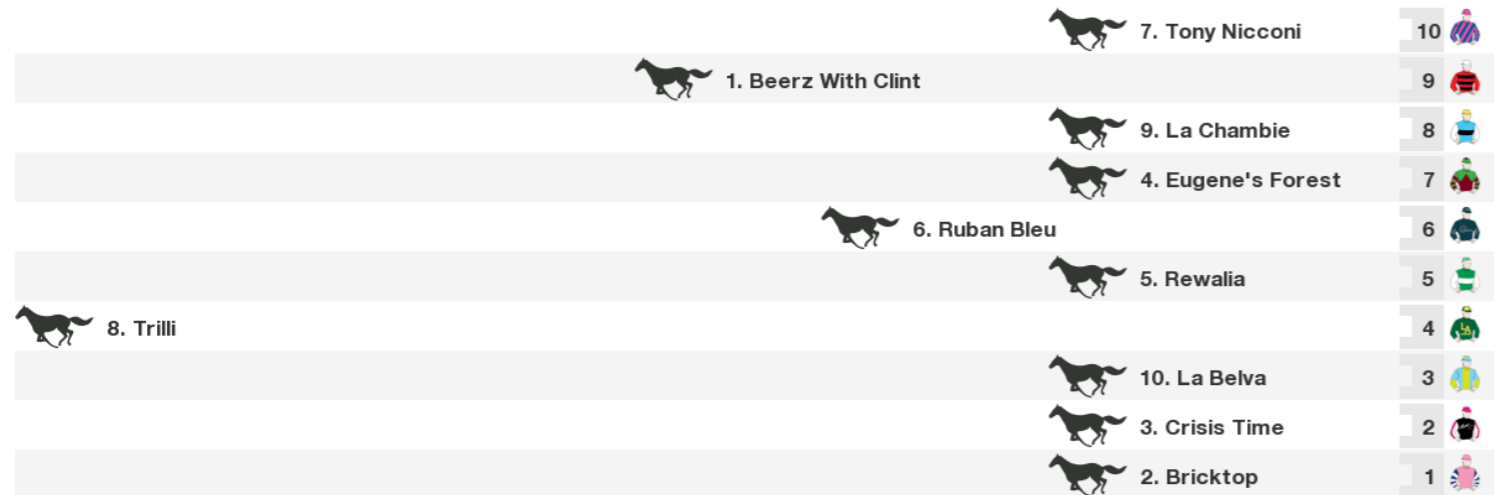 7. Tony Nicconi 10
1. Beerz With Clint 9
9. La Chambie 8
4. Eugene's Forest 7
6. Ruban Bleu 6
5. Rewalia 5
8. Trilli 4
10. La Belva 3
3. Crisis Time 2
2. Bricktop 1